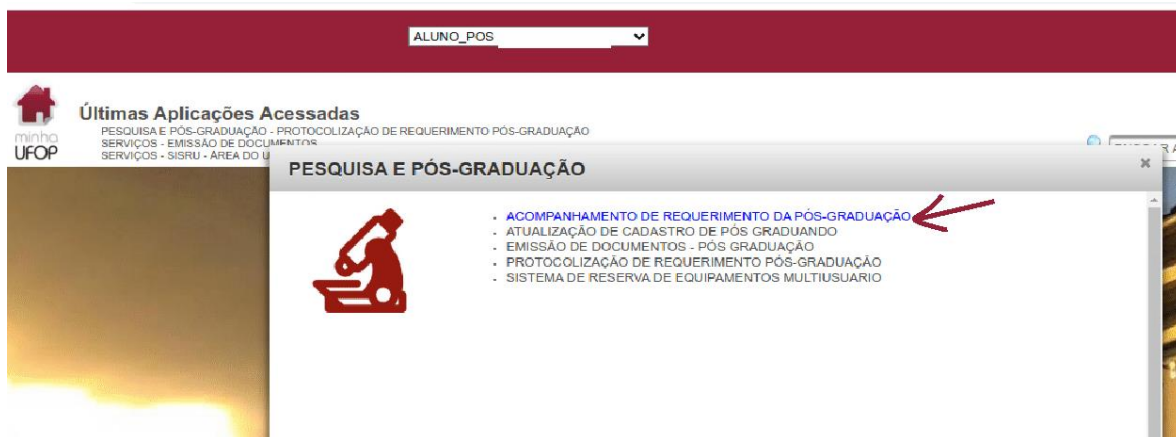 ALUNO_POS
Últimas Aplicações Acessadas
PESQUISA E PÓS-GRADUAÇÃO - PROTOCOLIZAÇÃO DE REQUERIMENTO PÓS-GRADUAÇÃO
SERVIÇOS - EMISSÃO DE DOCUMENTOS
SERVIÇOS - SISRU - ÁREA DO U
minha
UFOP
PESQUISA E PÓS-GRADUAÇÃO
ACOMPANHAMENTO DE REQUERIMENTO DA PÓS-GRADUAÇÃO
ATUALIZAÇÃO DE CADASTRO DE PÓS GRADUANDO
EMISSÃO DE DOCUMENTOS - PÓS GRADUAÇÃO
PROTOCOLIZAÇÃO DE REQUERIMENTO PÓS-GRADUAÇÃO
SISTEMA DE RESERVA DE EQUIPAMENTOS MULTIUSUARIO